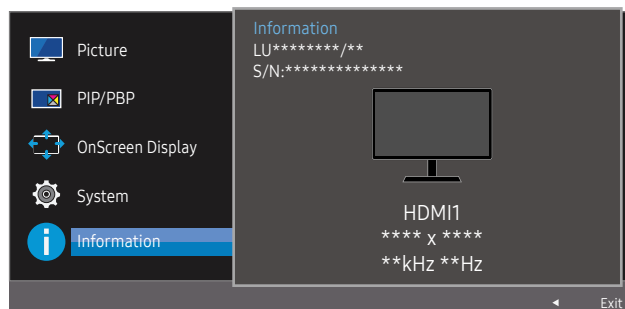 Picture
PIP/PBP
OnScreen Display
System
Information
Information
LU********/**
S/N:**************
HDMI1
**** x ****
**kHz **Hz
Exit